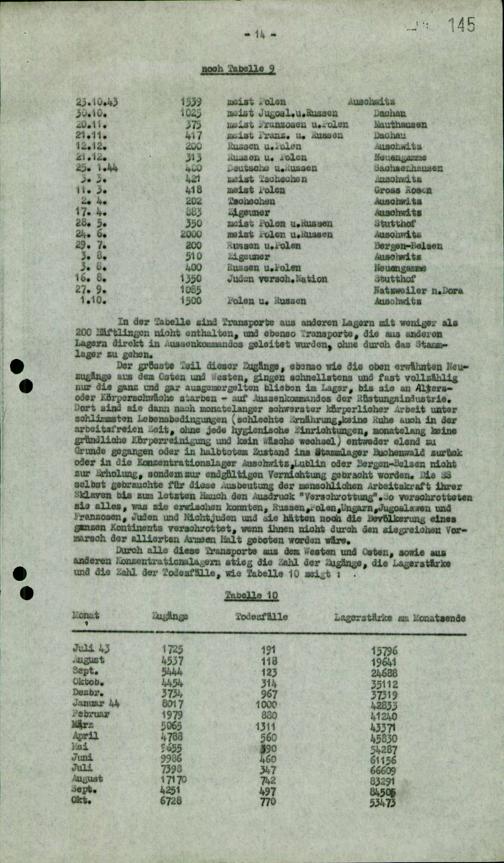 145
- 14 -
noch Tabelle 9
23.10.43 1539 meist Polen Auschwitz
30.10. 1025 meist Jugosl.u.Russen Dachau
20.11. 375 meist Franzosen u.Polen Mauthausen
21.11. 417 meist Franz. u. Russen Dachau
12.12. 200 Russen u.Polen Auschwitz
21.12. 313 Russen u. Polen Neuengamme
25. 1.44 400 Deutsche u.Russen Sachsenhausen
3. 3. 421 meist Tschechen Auschwitz
11. 3. 418 meist Polen Gross Rosen
2. 4. 202 Tschechen Auschwitz
17. 4. 883 Zigeuner Auschwitz
28. 5. 350 meist Polen u.Russen Stutthof
24. 6. 2000 meist Polen u.Russen Auschwitz
29. 7. 200 Russen u.Polen Bergen-Belsen
3. 8. 510 Zigeuner Auschwitz
3. 8. 400 Russen u.Polen Neuengamme
16. 8. 1350 Juden versch.Nation Stutthof
27. 9. 1085 Natzweiler n.Dora
1.10. 1500 Polen u. Russen Auschwitz
In der Tabelle sind Transporte aus anderen Lagern mit weniger als
200 Häftlingen nicht enthalten, und ebenso Transporte, die aus anderen
Lagern direkt in Aussenkommandos geleitet wurden, ohne durch das Stamm-
lager zu gehen.
Der grösste Teil dieser Zugänge, ebenso wie die oben erwähnten Neu-
zugänge aus dem Osten und Westen, gingen schnellstens und fast vollzählig
nur die ganz und gar ausgemergelten blieben im Lager, bis sie an Alters-
oder Körperschwäche starben - auf Aussenkommandos der Rüstungsindustrie.
Dort sind sie dann nach monatelanger schwerster körperlicher Arbeit unter
schlimmsten Lebensbedingungen (schlechte Ernährung,keine Ruhe auch in der
arbeitsfreien Zeit, ohne jede hygienische Einrichtungen, monatelang keine
gründliche Körperreinigung und kein Wäsche wechsel) entweder elend zu
Grunde gegangen oder in halbtotem Zustand ins Stammlager Buchenwald zurück
oder in die Konzentrationslager Auschwitz,Lublin oder Bergen-Belsen nicht
zur Erholung, sondern zur endgültigen Vernichtung gebracht worden. Die SS
selbst gebrauchte für diese Ausbeutung der menschlichen Arbeitskraft ihrer
Sklaven bis zum letzten Hauch den Ausdruck "Verschrottung".So verschrotteten
sie alles, was sie erwischen konnten, Russen,Polen,Ungarn,Jugoslawen und
Franzosen, Juden und Nichtjuden und sie hätten noch die Bevölkerung eines
ganzen Kontinents verschrottet, wenn ihnen nicht durch den siegreichen Vor-
marsch der alliierten Armeen Halt geboten worden wäre.
Durch alle diese Transporte aus dem Westen und Osten, sowie aus
anderen Konzentrationslagern stieg die Zahl der Zugänge, die Lagerstärke
und die Zahl der Todesfälle, wie Tabelle 10 zeigt :
Tabelle 10
Monat Zugänge Todesfälle Lagerstärke am Monatsende
Juli 43 1725 191 15796
August 4537 118 19641
Sept. 5444 123 24688
Oktob. 4454 314 35112
Dezbr. 3734 967 37319
Januar 44 8017 1000 42833
Februar 1979 880 41240
März 5065 1311 43371
April 4788 560 45830
Mai 9655 390 54287
Juni 9986 460 61156
Juli 7398 347 66609
August 17170 742 83291
Sept. 4251 497 84505
Okt. 6728 770 53473